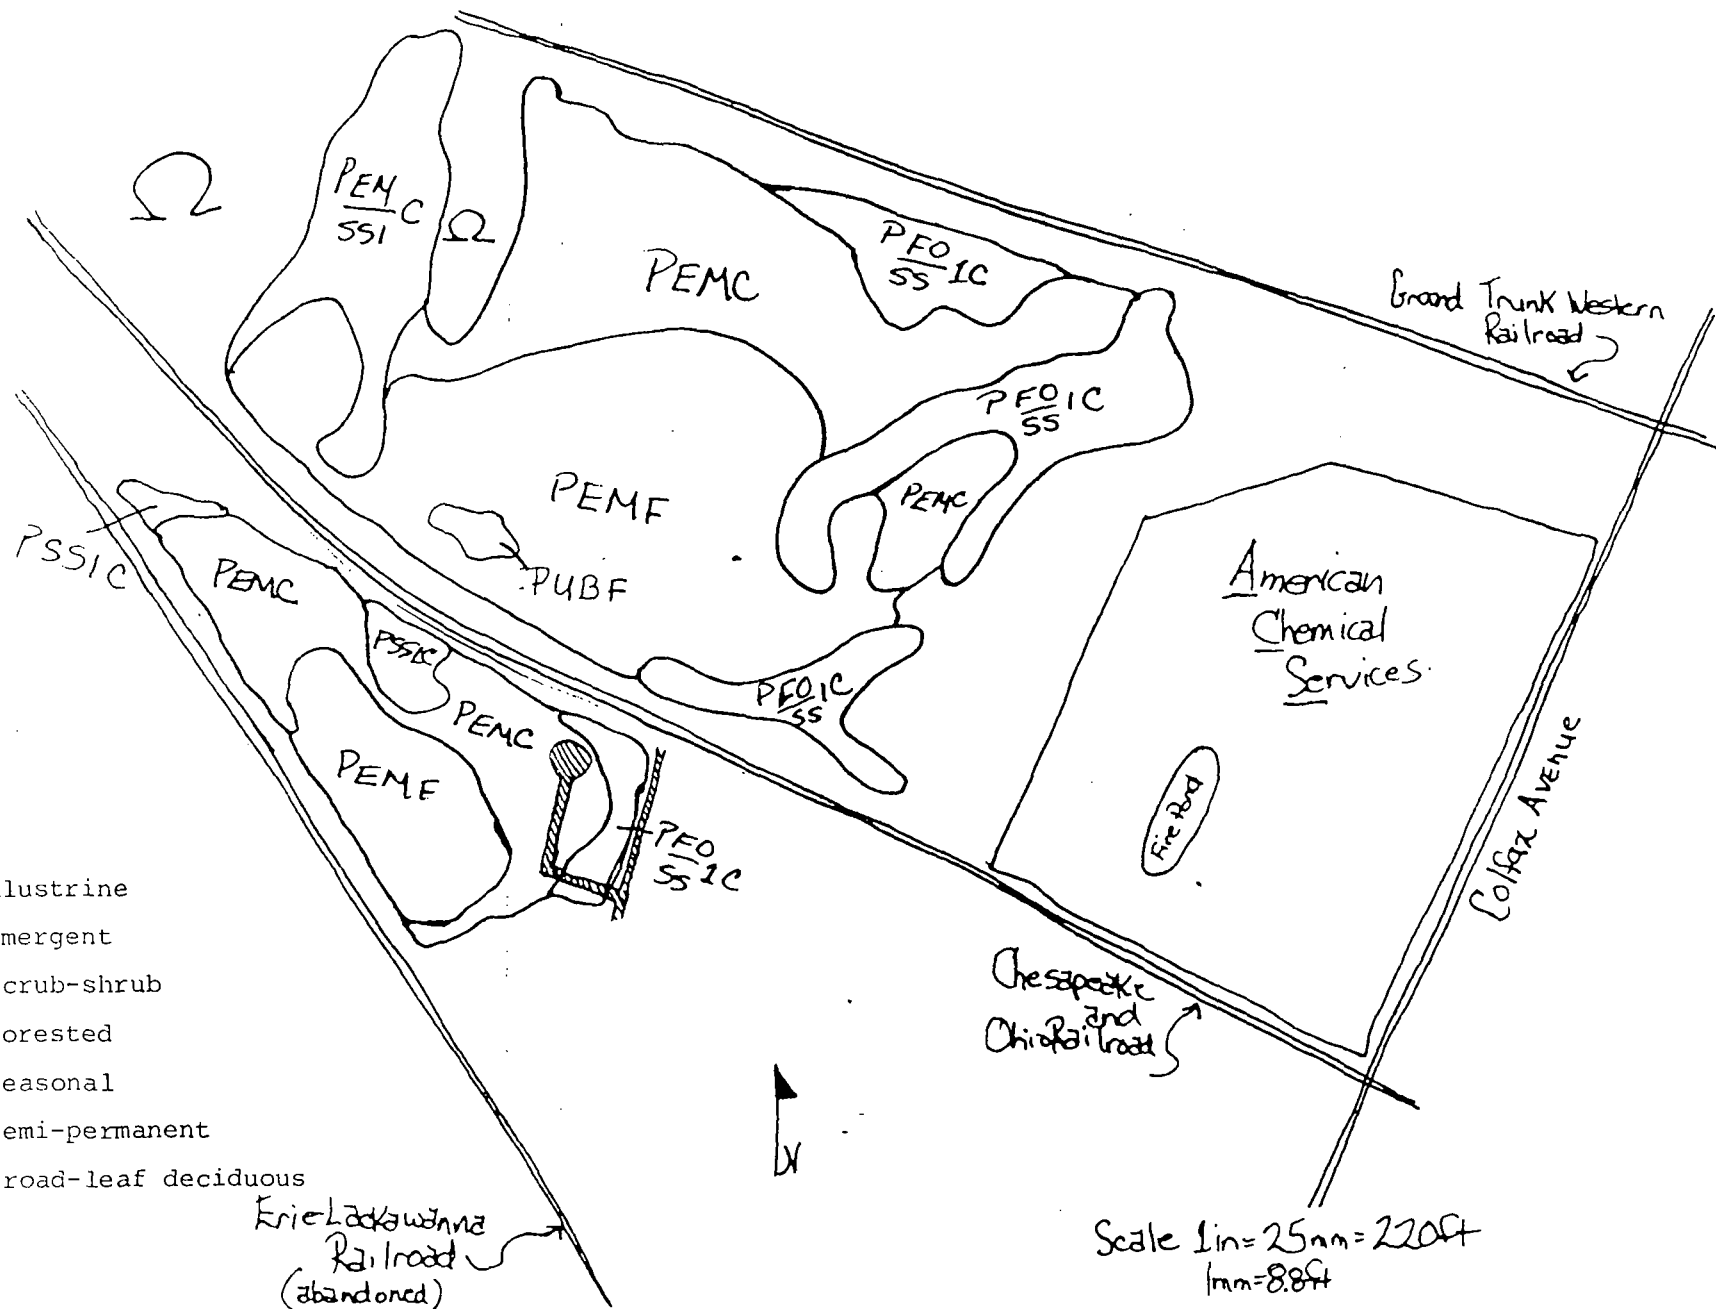 Ω
PEM
SS1 C
Ω
PEMC
PFO
SS 1C
Grand Trunk Western
Railroad
PFO 1C
SS
PEMC
PEMF
PUBF
PSS1C
PEMC
PSS1C
PEMC
PEMF
PFO 1C
SS
PFO
SS 1C
American
Chemical
Services
Fire Pond
Colfax Avenue
llustrine
mergent
crub-shrub
orested
easonal
emi-permanent
road-leaf deciduous
Chesapeake
and
Ohio Railroad
N
Erie Lackawanna
Railroad
(abandoned)
Scale 1in=25mm=220ft
1mm=8.8ft